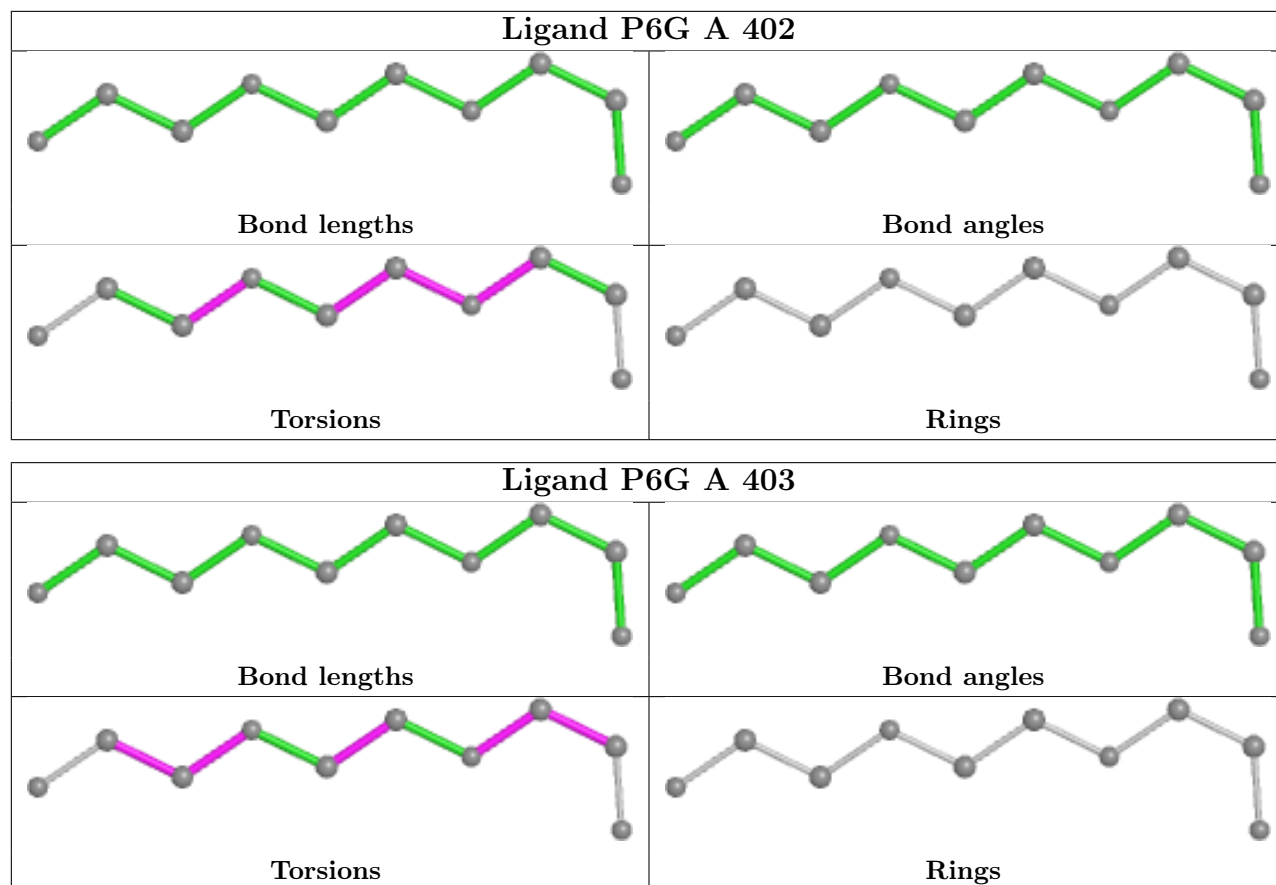 Ligand P6G A 402
Bond lengths Bond angles
Torsions Rings
Ligand P6G A 403
Bond lengths Bond angles
Torsions Rings